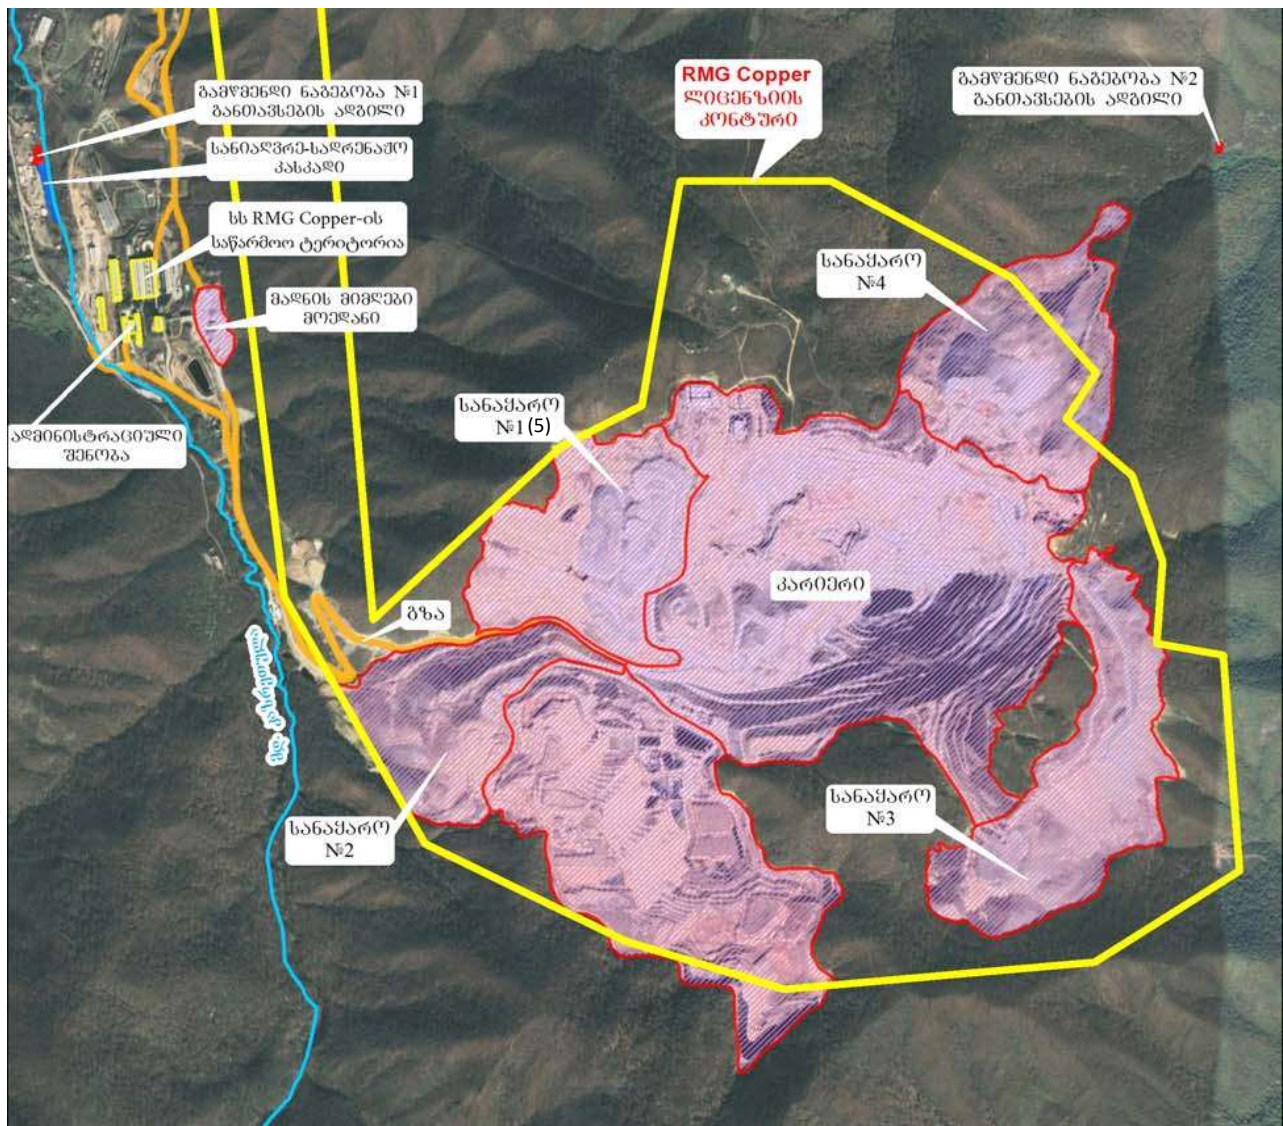 გამწმენდი ნაგებობა №1
განთავსების ადგილი
სანიაღვრე-სადრენაჟო
კასკადი
სს RMG Copper-ის
საწარმოო ტერიტორია
მადნის მიმღები
მოედანი
ადმინისტრაციული
შენობა
RMG Copper
ლიცენზიის
კონტური
გამწმენდი ნაგებობა №2
განთავსების ადგილი
სანაყარო
№4
სანაყარო
№1(5)
კარიერი
გზა
მდ. მაშავერა
სანაყარო
№2
სანაყარო
№3